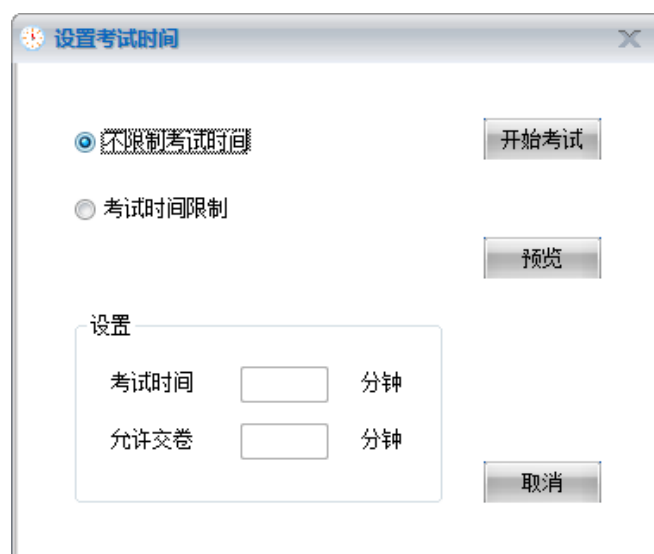 设置考试时间
不限制考试时间
开始考试
考试时间限制
预览
设置
考试时间 分钟
允许交卷 分钟
取消